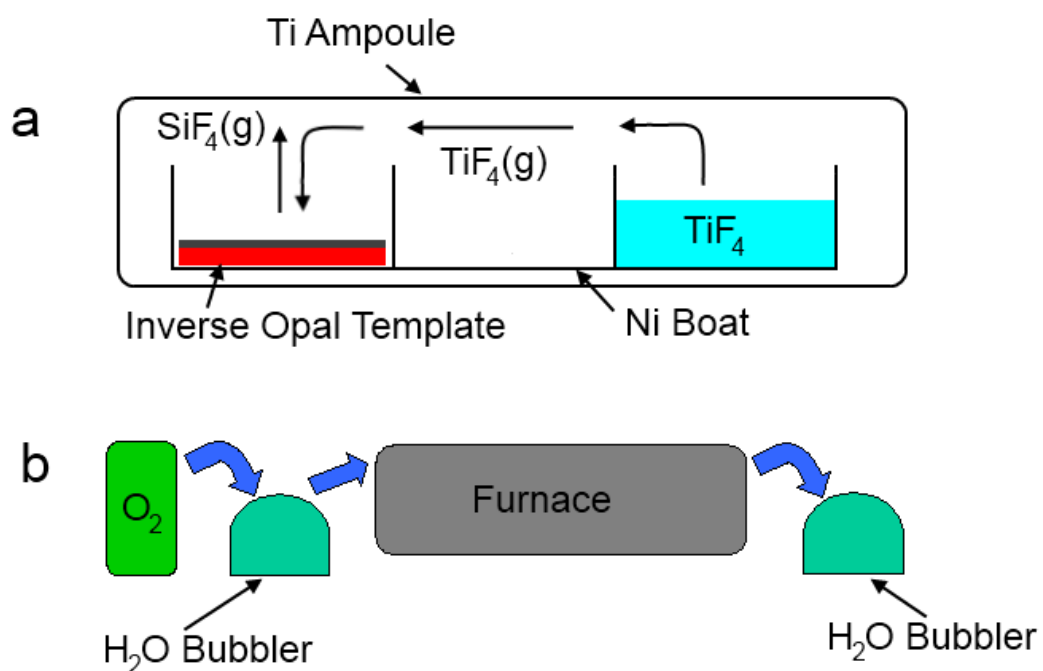 Ti Ampoule
a
SiF₄(g)
TiF₄(g)
TiF₄
Inverse Opal Template
Ni Boat
b
O₂
Furnace
H₂O Bubbler
H₂O Bubbler